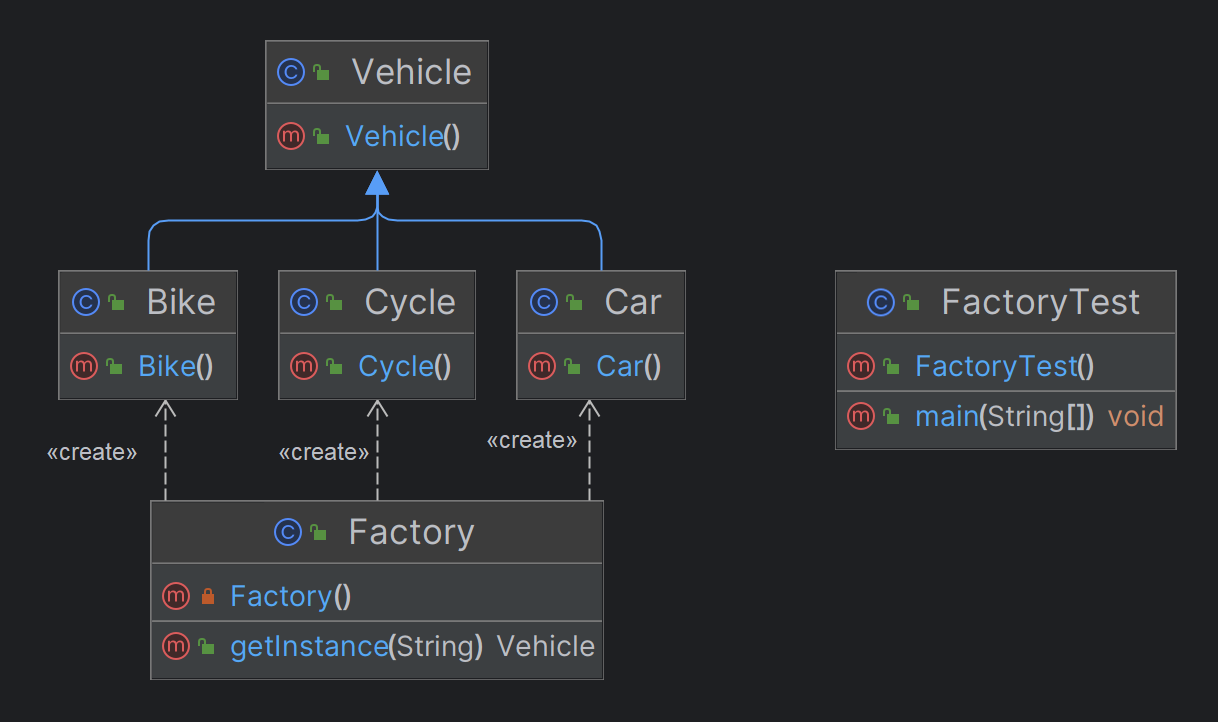 Vehicle
Vehicle()
Bike
Cycle
Car
FactoryTest
Bike()
Cycle()
Car()
FactoryTest()
main(String[]) void
«create»
«create»
«create»
Factory
Factory()
getInstance(String) Vehicle